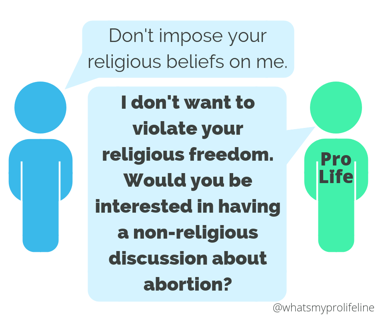 Don't impose your
religious beliefs on me.
I don't want to
violate your
religious freedom.
Would you be
interested in having
a non-religious
discussion about
abortion?
Pro
Life
@whatsmyprolifeline